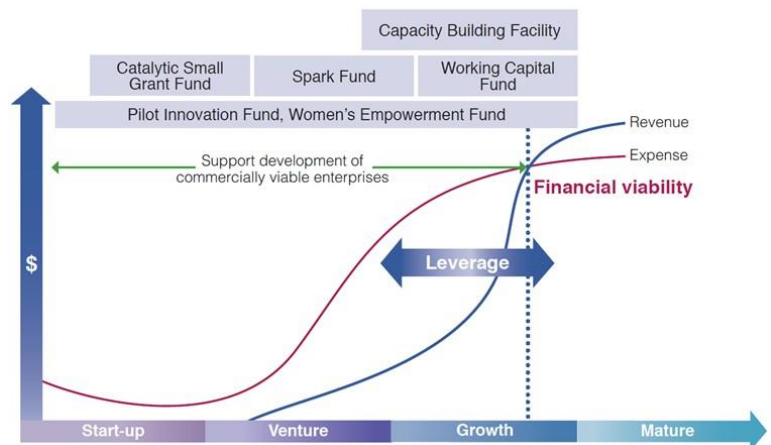 Capacity Building Facility
Catalytic Small
Grant Fund
Spark Fund
Working Capital
Fund
Pilot Innovation Fund, Women's Empowerment Fund
Revenue
Support development of
commercially viable enterprises
Expense
Financial viability
$
Leverage
Start-up
Venture
Growth
Mature